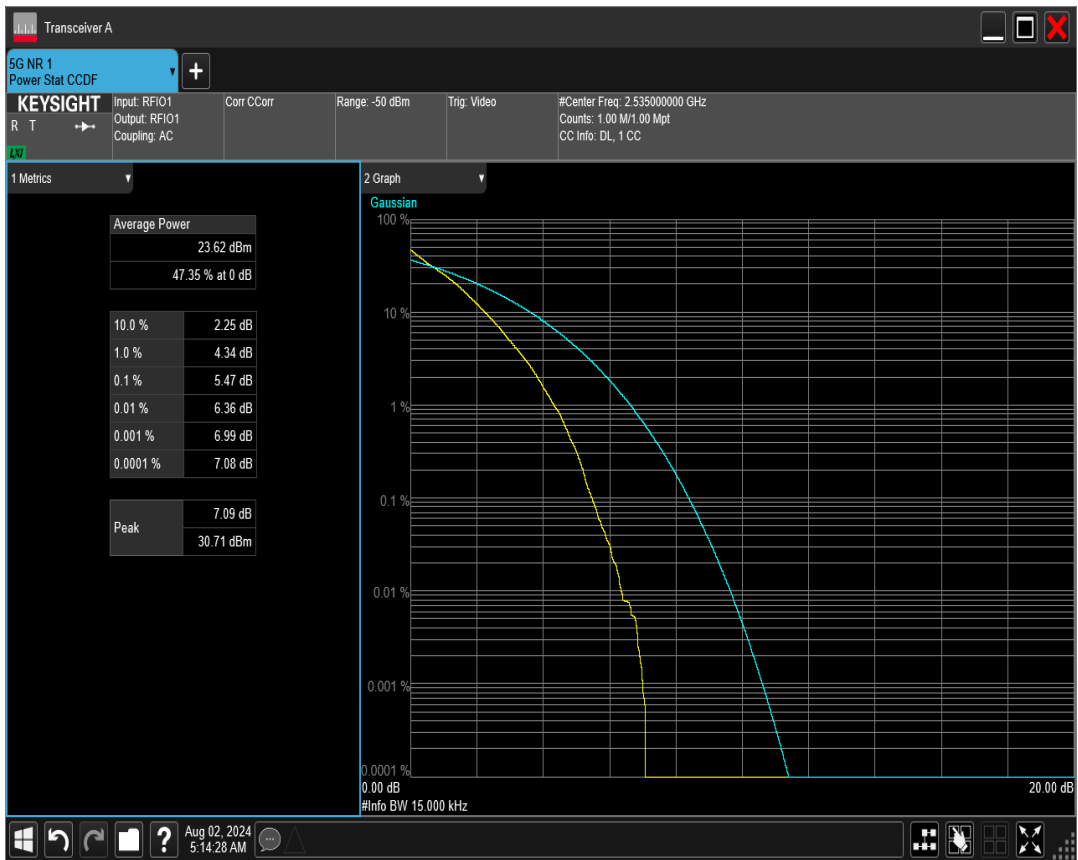 Transceiver A
5G NR 1
Power Stat CCDF
+
KEYSIGHT
R T
LXI
Input: RFIO1
Output: RFIO1
Coupling: AC
Corr CCorr
Range: -50 dBm
Trig: Video
#Center Freq: 2.535000000 GHz
Counts: 1.00 M/1.00 Mpt
CC Info: DL, 1 CC
1 Metrics
Average Power
23.62 dBm
47.35 % at 0 dB
10.0 % 2.25 dB
1.0 % 4.34 dB
0.1 % 5.47 dB
0.01 % 6.36 dB
0.001 % 6.99 dB
0.0001 % 7.08 dB
Peak 7.09 dB
30.71 dBm
2 Graph
Gaussian
100 %
10 %
1 %
0.1 %
0.01 %
0.001 %
0.0001 %
0.00 dB 20.00 dB
#Info BW 15.000 kHz
?
Aug 02, 2024
5:14:28 AM